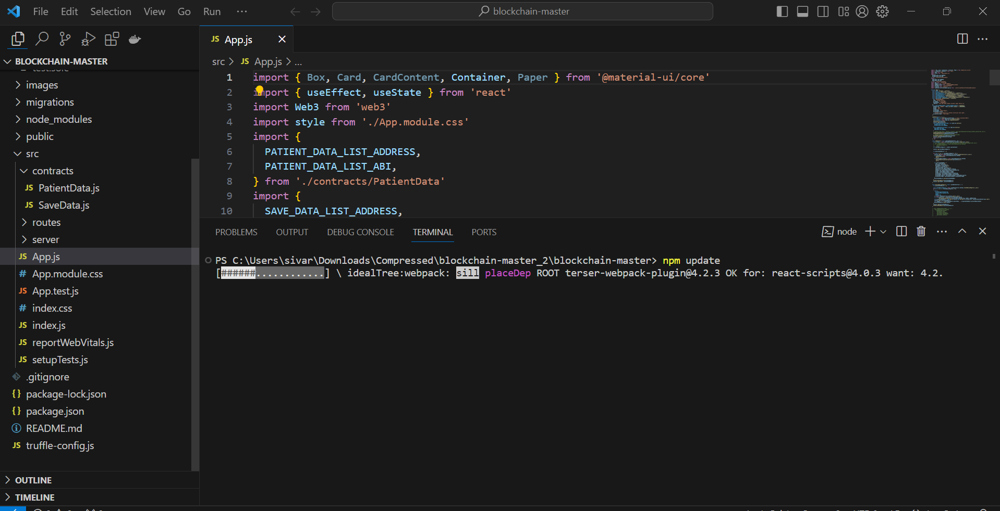 File Edit Selection View Go Run ···
blockchain-master
BLOCKCHAIN-MASTER
images
migrations
node_modules
public
src
contracts
JS PatientData.js
JS SaveData.js
routes
server
JS App.js
# App.module.css
JS App.test.js
# index.css
JS index.js
JS reportWebVitals.js
JS setupTests.js
.gitignore
{} package-lock.json
{} package.json
README.md
JS truffle-config.js
OUTLINE
TIMELINE
JS App.js
src > JS App.js > ...
1 import { Box, Card, CardContent, Container, Paper } from '@material-ui/core'
2 import { useEffect, useState } from 'react'
3 import Web3 from 'web3'
4 import style from './App.module.css'
5 import {
6 PATIENT_DATA_LIST_ADDRESS,
7 PATIENT_DATA_LIST_ABI,
8 } from './contracts/PatientData'
9 import {
10 SAVE_DATA_LIST_ADDRESS,
PROBLEMS OUTPUT DEBUG CONSOLE TERMINAL PORTS
node
PS C:\Users\sivar\Downloads\Compressed\blockchain-master_2\blockchain-master> npm update
[######............] \ idealTree:webpack: sill placeDep ROOT terser-webpack-plugin@4.2.3 OK for: react-scripts@4.0.3 want: 4.2.